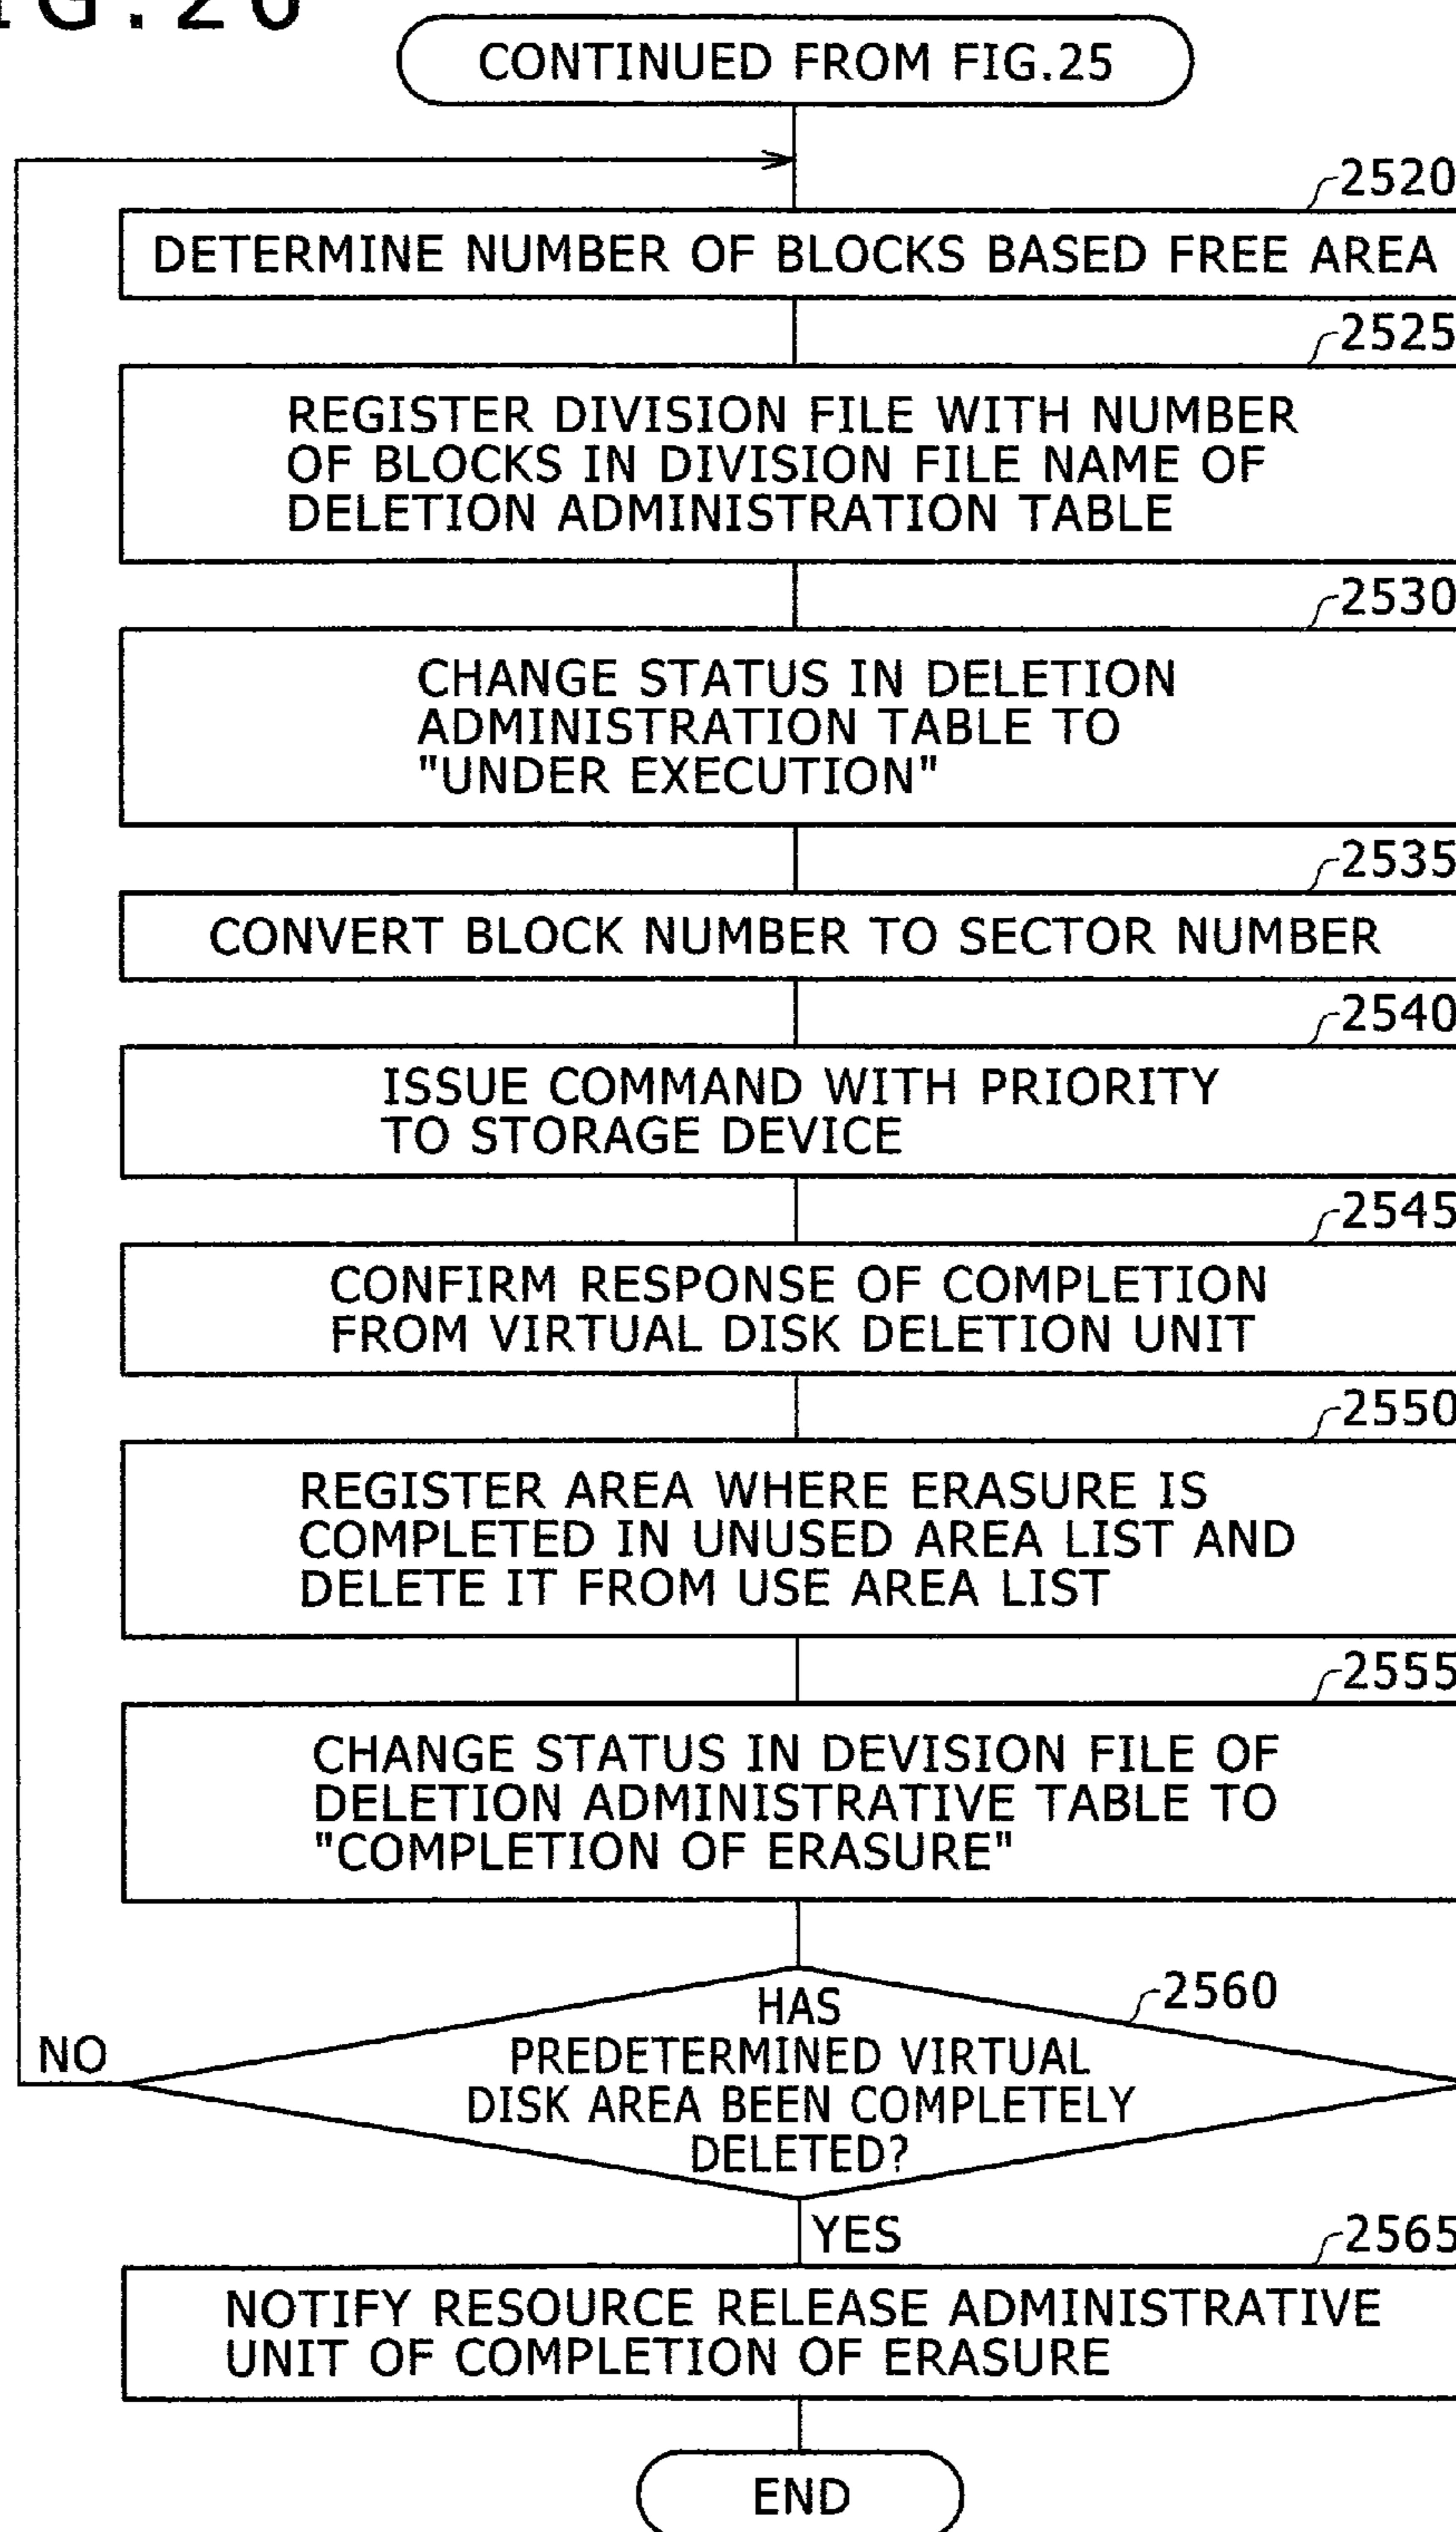 IG.26
CONTINUED FROM FIG.25
2520
DETERMINE NUMBER OF BLOCKS BASED FREE AREA
2525
REGISTER DIVISION FILE WITH NUMBER
OF BLOCKS IN DIVISION FILE NAME OF
DELETION ADMINISTRATION TABLE
2530
CHANGE STATUS IN DELETION
ADMINISTRATION TABLE TO
"UNDER EXECUTION"
2535
CONVERT BLOCK NUMBER TO SECTOR NUMBER
2540
ISSUE COMMAND WITH PRIORITY
TO STORAGE DEVICE
2545
CONFIRM RESPONSE OF COMPLETION
FROM VIRTUAL DISK DELETION UNIT
2550
REGISTER AREA WHERE ERASURE IS
COMPLETED IN UNUSED AREA LIST AND
DELETE IT FROM USE AREA LIST
2555
CHANGE STATUS IN DEVISION FILE OF
DELETION ADMINISTRATIVE TABLE TO
"COMPLETION OF ERASURE"
2560
HAS
PREDETERMINED VIRTUAL
DISK AREA BEEN COMPLETELY
DELETED?
NO
YES
2565
NOTIFY RESOURCE RELEASE ADMINISTRATIVE
UNIT OF COMPLETION OF ERASURE
END